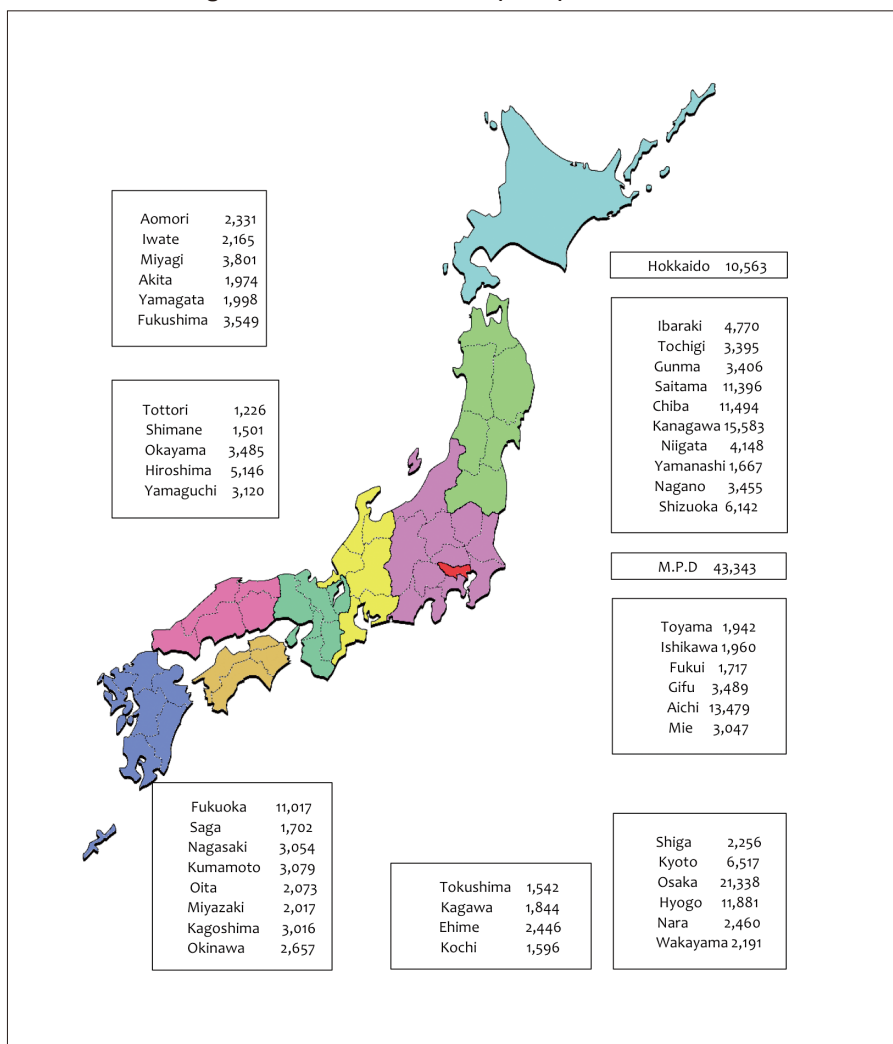 Aomori 2,331
Iwate 2,165
Miyagi 3,801
Akita 1,974
Yamagata 1,998
Fukushima 3,549
Tottori 1,226
Shimane 1,501
Okayama 3,485
Hiroshima 5,146
Yamaguchi 3,120
Hokkaido 10,563
Ibaraki 4,770
Tochigi 3,395
Gunma 3,406
Saitama 11,396
Chiba 11,494
Kanagawa 15,583
Niigata 4,148
Yamanashi 1,667
Nagano 3,455
Shizuoka 6,142
M.P.D 43,343
Toyama 1,942
Ishikawa 1,960
Fukui 1,717
Gifu 3,489
Aichi 13,479
Mie 3,047
Fukuoka 11,017
Saga 1,702
Nagasaki 3,054
Kumamoto 3,079
Oita 2,073
Miyazaki 2,017
Kagoshima 3,016
Okinawa 2,657
Tokushima 1,542
Kagawa 1,844
Ehime 2,446
Kochi 1,596
Shiga 2,256
Kyoto 6,517
Osaka 21,338
Hyogo 11,881
Nara 2,460
Wakayama 2,191